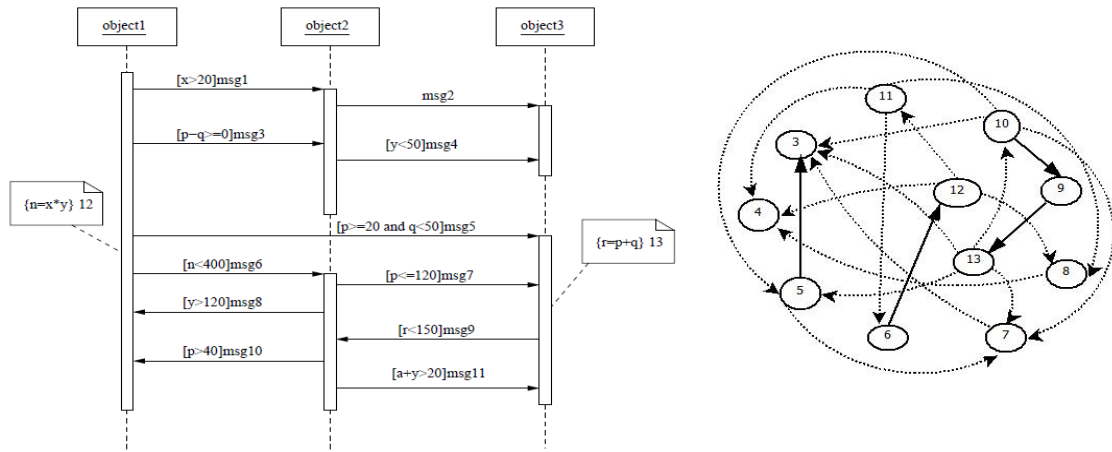 object1
object2
object3
[x>20]msg1
msg2
[p−q>=0]msg3
[y<50]msg4
{n=x*y} 12
[p>=20 and q<50]msg5
{r=p+q} 13
[n<400]msg6
[p<=120]msg7
[y>120]msg8
[r<150]msg9
[p>40]msg10
[a+y>20]msg11
11
10
3
12
9
4
13
8
5
6
7